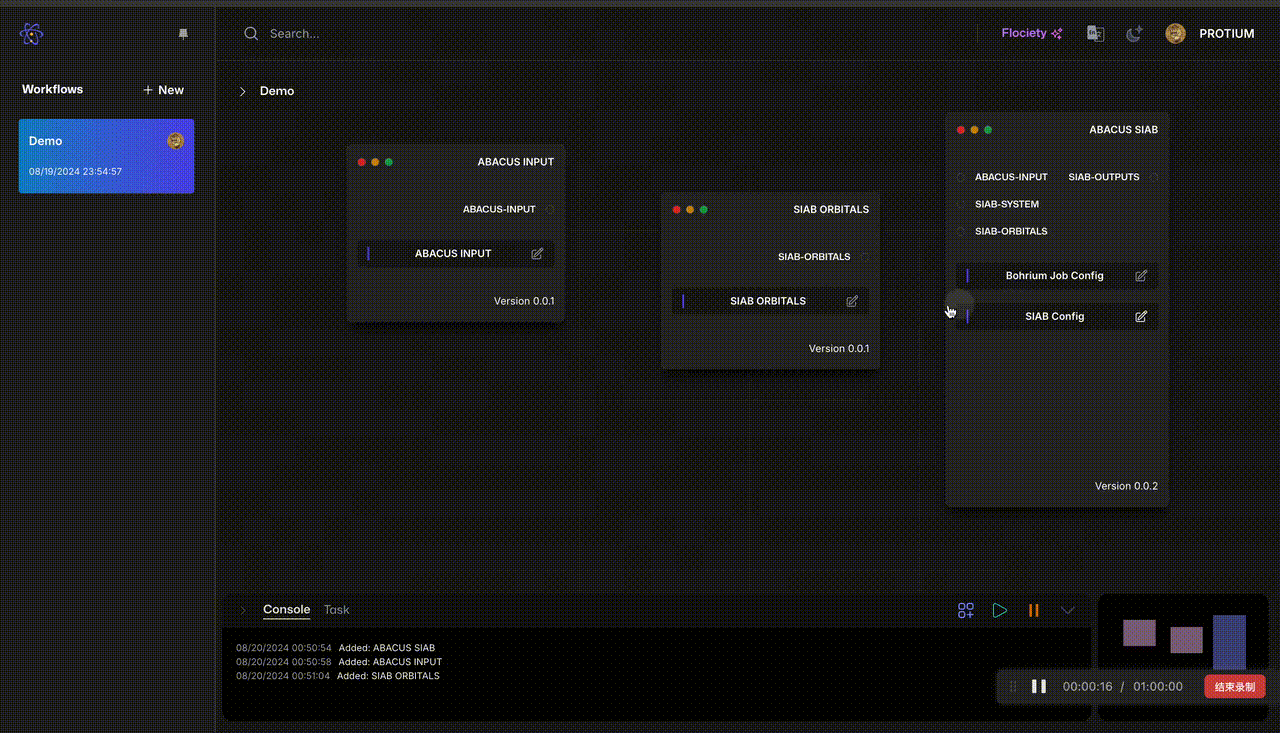 Search...
Flociety
PROTIUM
Workflows
+ New
Demo
08/19/2024 23:54:57
Demo
ABACUS INPUT
ABACUS-INPUT
ABACUS INPUT
Version 0.0.1
SIAB ORBITALS
SIAB-ORBITALS
SIAB ORBITALS
Version 0.0.1
ABACUS SIAB
ABACUS-INPUT SIAB-OUTPUTS
SIAB-SYSTEM
SIAB-ORBITALS
Bohrium Job Config
SIAB Config
Version 0.0.2
Console Task
08/20/2024 00:50:54 Added: ABACUS SIAB
08/20/2024 00:50:58 Added: ABACUS INPUT
08/20/2024 00:51:04 Added: SIAB ORBITALS
00:00:16 / 01:00:00 结束录制